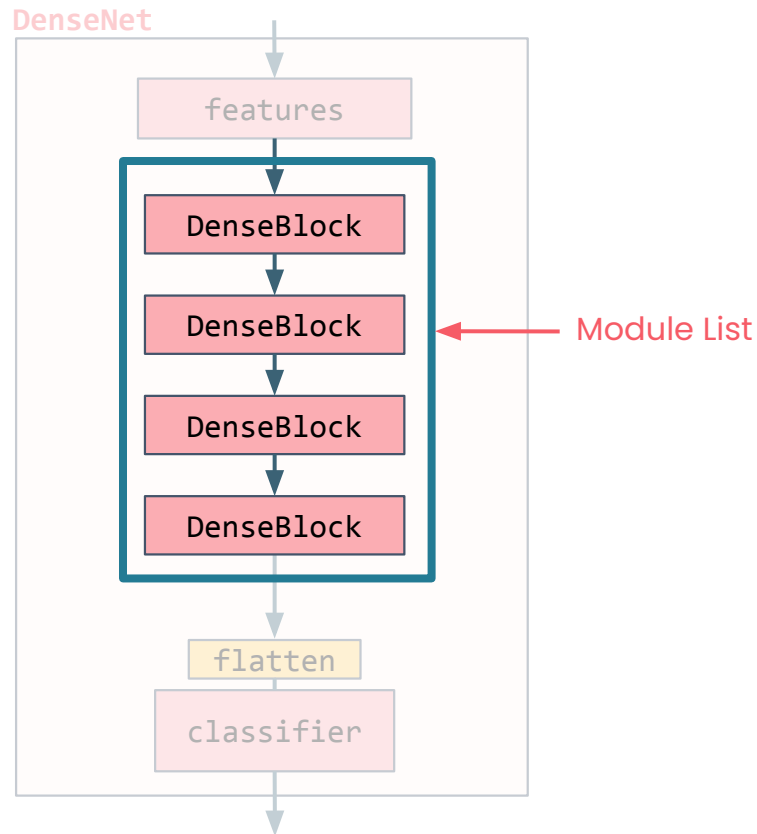 DenseNet
features
DenseBlock
DenseBlock
Module List
DenseBlock
DenseBlock
flatten
classifier